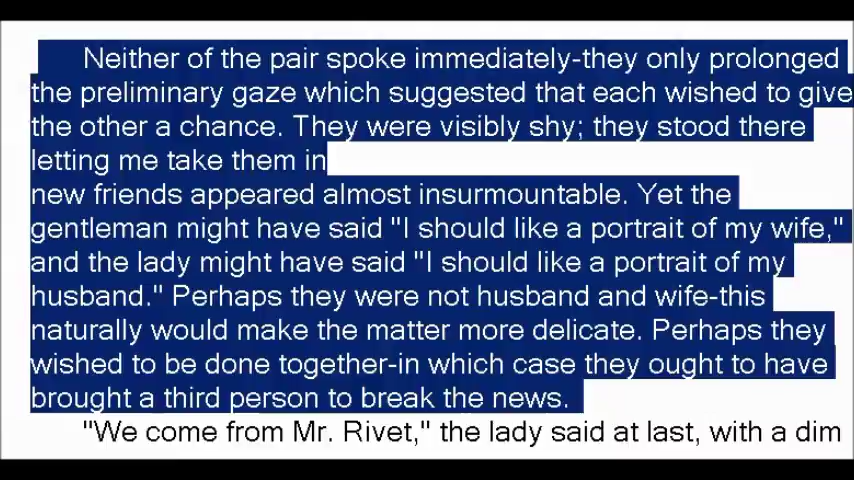 Neither of the pair spoke immediately-they only prolonged
the preliminary gaze which suggested that each wished to give
the other a chance. They were visibly shy; they stood there
letting me take them in
new friends appeared almost insurmountable. Yet the
gentleman might have said "I should like a portrait of my wife,"
and the lady might have said "I should like a portrait of my
husband." Perhaps they were not husband and wife-this
naturally would make the matter more delicate. Perhaps they
wished to be done together-in which case they ought to have
brought a third person to break the news.
"We come from Mr. Rivet," the lady said at last, with a dim